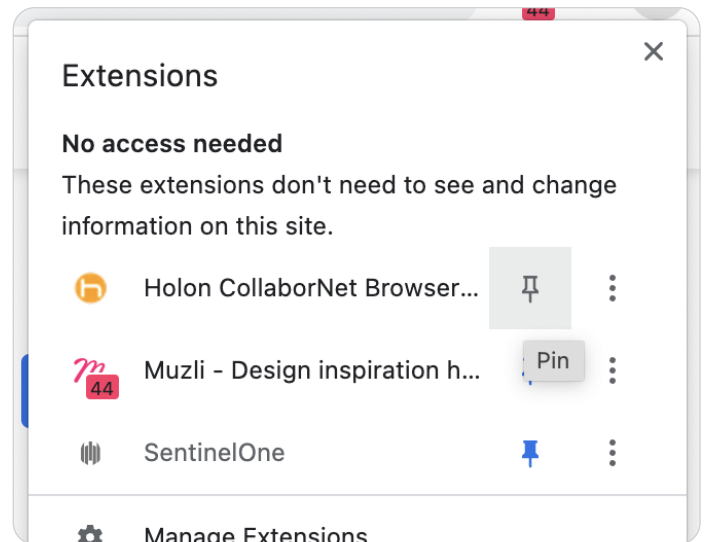 44
Extensions
No access needed
These extensions don't need to see and change
information on this site.
Holon CollaborNet Browser...
Muzli - Design inspiration h...
Pin
44
SentinelOne
Manage Extensions